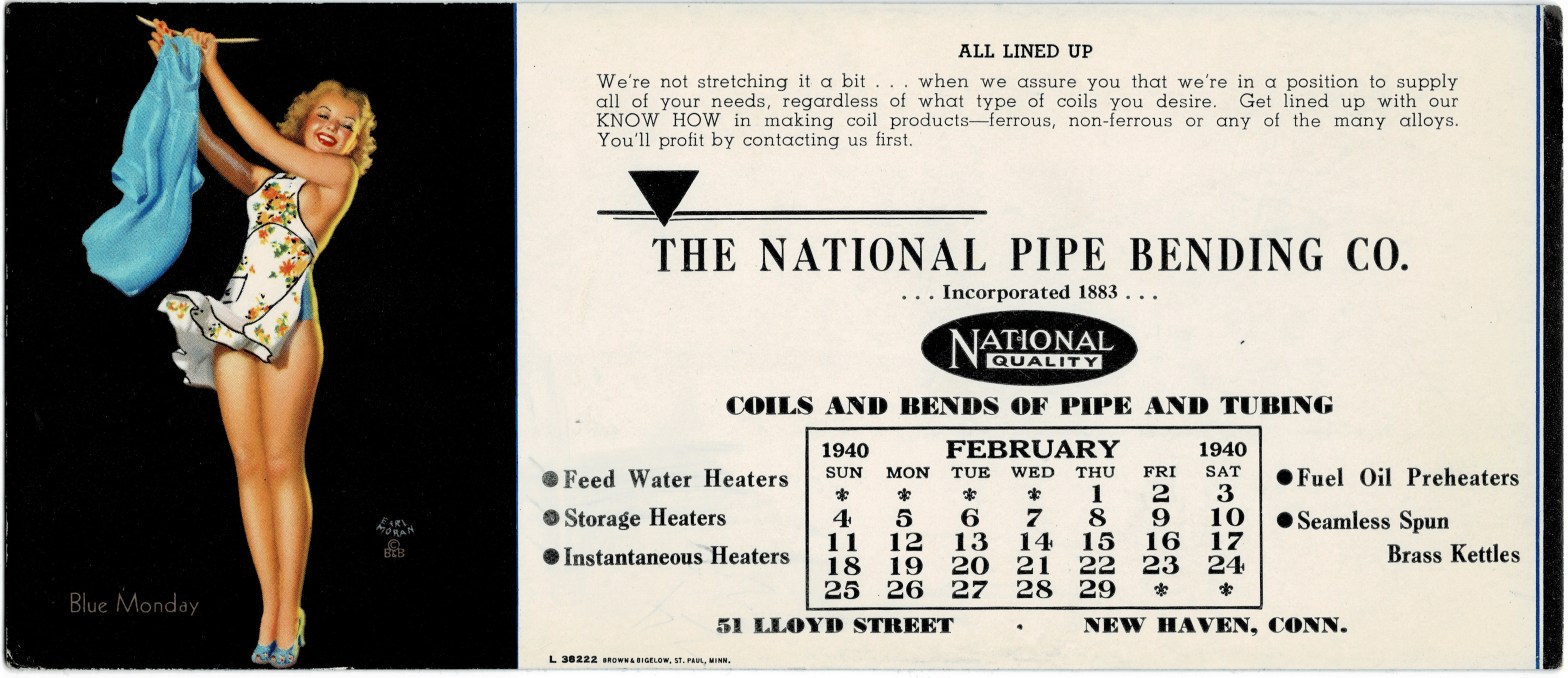 EARL
MORAN
©
B&B
Blue Monday
ALL LINED UP
We're not stretching it a bit . . . when we assure you that we're in a position to supply
all of your needs, regardless of what type of coils you desire. Get lined up with our
KNOW HOW in making coil products—ferrous, non-ferrous or any of the many alloys.
You'll profit by contacting us first.
THE NATIONAL PIPE BENDING CO.
. . . Incorporated 1883 . . .
NATIONAL
QUALITY
COILS AND BENDS OF PIPE AND TUBING
●Feed Water Heaters
●Storage Heaters
●Instantaneous Heaters
1940 FEBRUARY 1940
SUN MON TUE WED THU FRI SAT
* * * * 1 2 3
4 5 6 7 8 9 10
11 12 13 14 15 16 17
18 19 20 21 22 23 24
25 26 27 28 29 * *
●Fuel Oil Preheaters
●Seamless Spun
Brass Kettles
51 LLOYD STREET · NEW HAVEN, CONN.
L 36222 BROWN & BIGELOW, ST. PAUL, MINN.